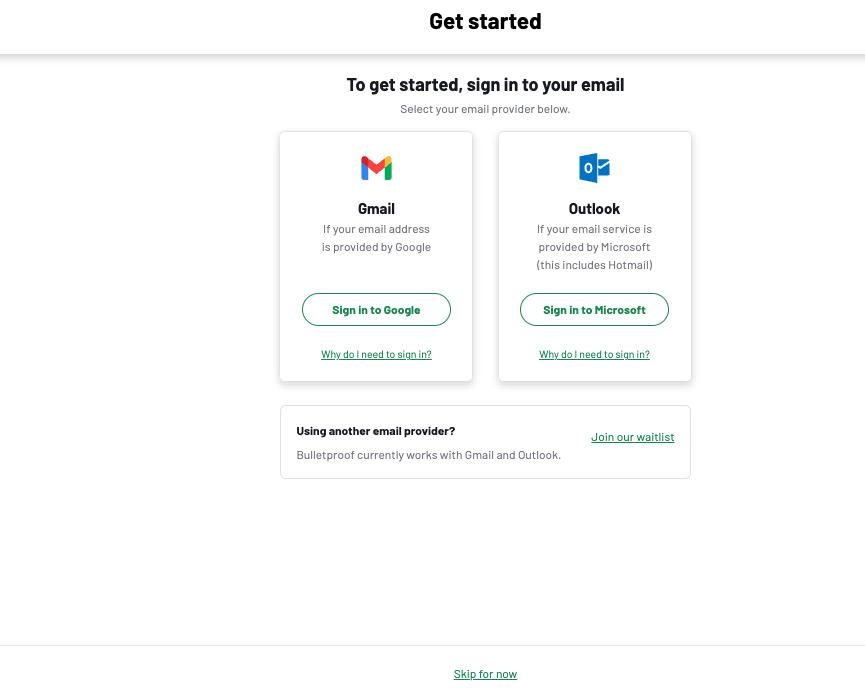 Get started
To get started, sign in to your email
Select your email provider below.
Gmail
If your email address
is provided by Google
Sign in to Google
Why do I need to sign in?
O
Outlook
If your email service is
provided by Microsoft
(this includes Hotmail)
Sign in to Microsoft
Why do I need to sign in?
Using another email provider?
Bulletproof currently works with Gmail and Outlook.
Join our waitlist
Skip for now